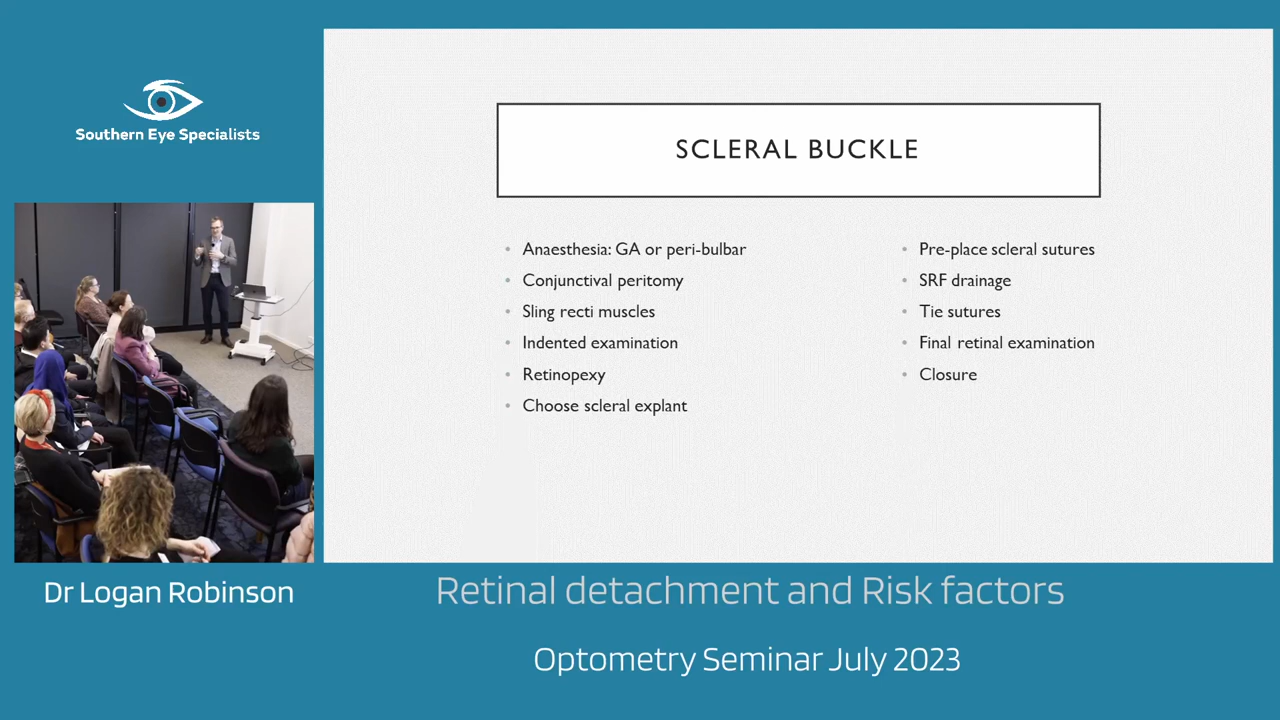 Southern Eye Specialists
SCLERAL BUCKLE
Anaesthesia: GA or peri-bulbar
Conjunctival peritomy
Sling recti muscles
Indented examination
Retinopexy
Choose scleral explant
Pre-place scleral sutures
SRF drainage
Tie sutures
Final retinal examination
Closure
Dr Logan Robinson
Retinal detachment and Risk factors
Optometry Seminar July 2023